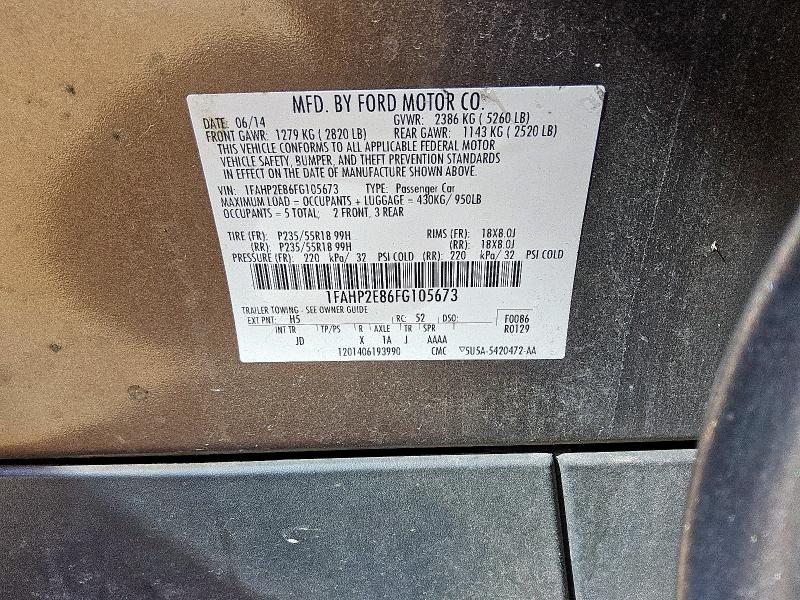 MFD. BY FORD MOTOR CO.
DATE: 06/14 GVWR: 2386 KG ( 5260 LB)
FRONT GAWR: 1279 KG ( 2820 LB) REAR GAWR: 1143 KG ( 2520 LB)
THIS VEHICLE CONFORMS TO ALL APPLICABLE FEDERAL MOTOR
VEHICLE SAFETY, BUMPER, AND THEFT PREVENTION STANDARDS
IN EFFECT ON THE DATE OF MANUFACTURE SHOWN ABOVE.
VIN: 1FAHP2E86FG105673 TYPE: Passenger Car
MAXIMUM LOAD = OCCUPANTS + LUGGAGE = 430KG/ 950LB
OCCUPANTS = 5 TOTAL; 2 FRONT, 3 REAR
TIRE (FR): P235/55R18 99H RIMS (FR): 18X8.0J
(RR): P235/55R18 99H (RR): 18X8.0J
PRESSURE (FR): 220 kPa/ 32 PSI COLD (RR): 220 kPa/ 32 PSI COLD
1FAHP2E86FG105673
TRAILER TOWING - SEE OWNER GUIDE
EXT PNT: H5 RC: 52 DSO: F0086
INT TR TP/PS R AXLE TR SPR R0129
JD X 1A J AAAA
1201406193990 CMC ▽5U5A-5420472-AA